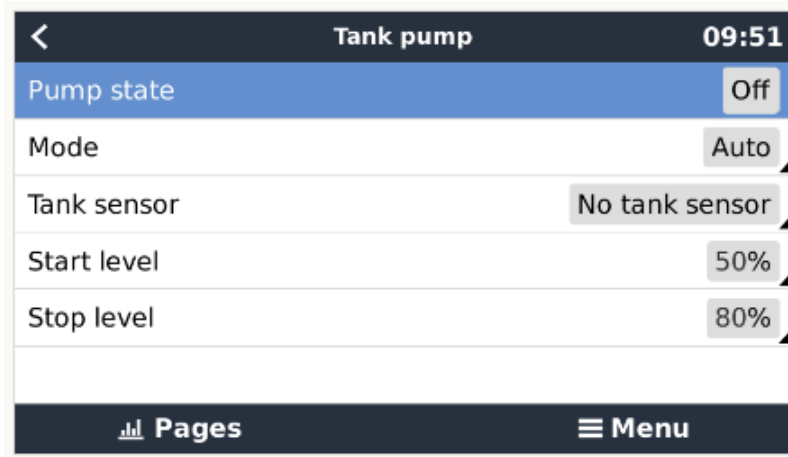 Tank pump 09:51
Pump state Off
Mode Auto
Tank sensor No tank sensor
Start level 50%
Stop level 80%
Pages Menu